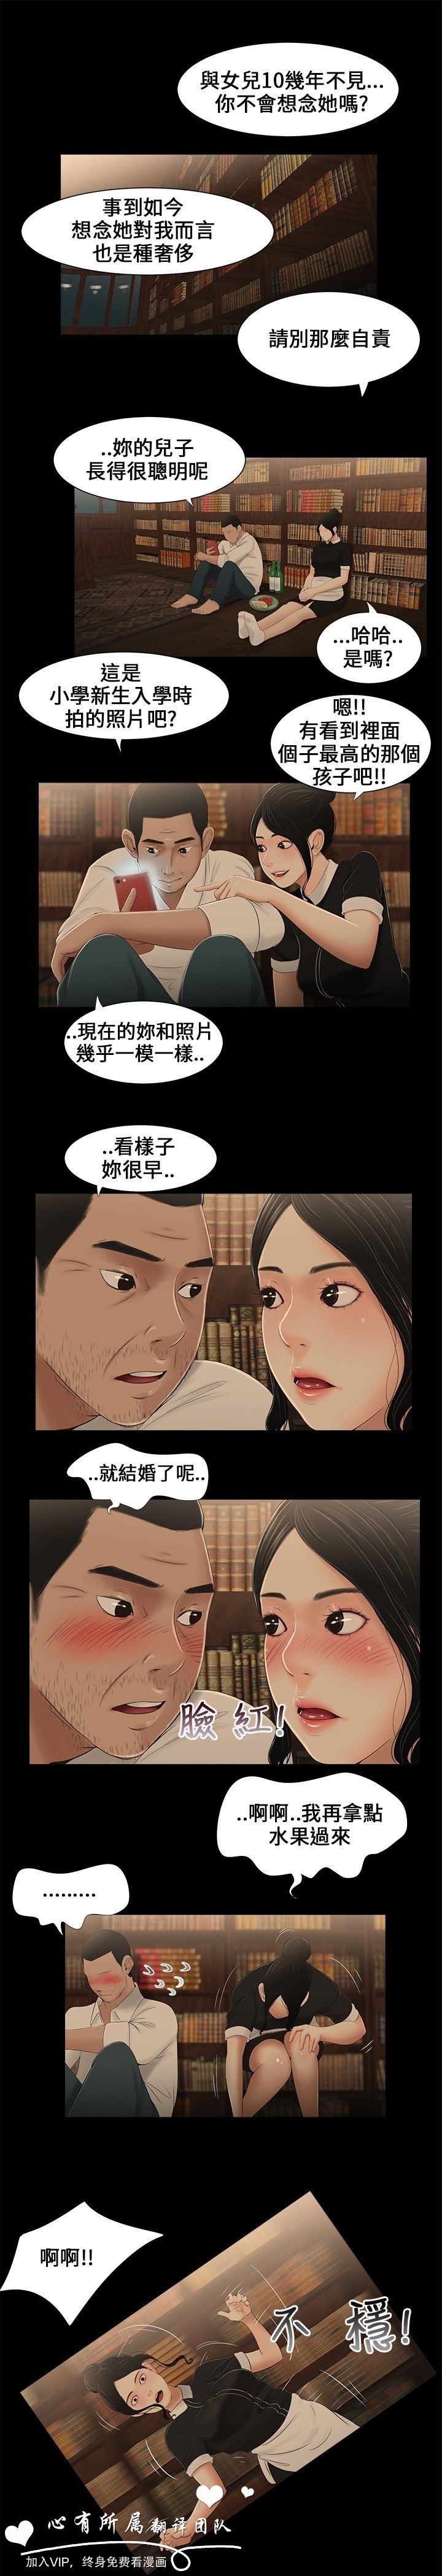 與女兒10幾年不見...
你不會想念她嗎?
事到如今
想念她對我而言
也是種奢侈
請別那麼自責
..妳的兒子
長得很聰明呢
...哈哈..
是嗎?
這是
小學新生入學時
拍的照片吧?
嗯!!
有看到裡面
個子最高的那個
孩子吧!!
..現在的妳和照片
幾乎一模一樣..
..看樣子
妳很早..
..就結婚了呢..
臉紅!
..啊啊..我再拿點
水果過來
.........
啊啊!!
不穩!
心有所属翻译团队
加入VIP，终身免费看漫画